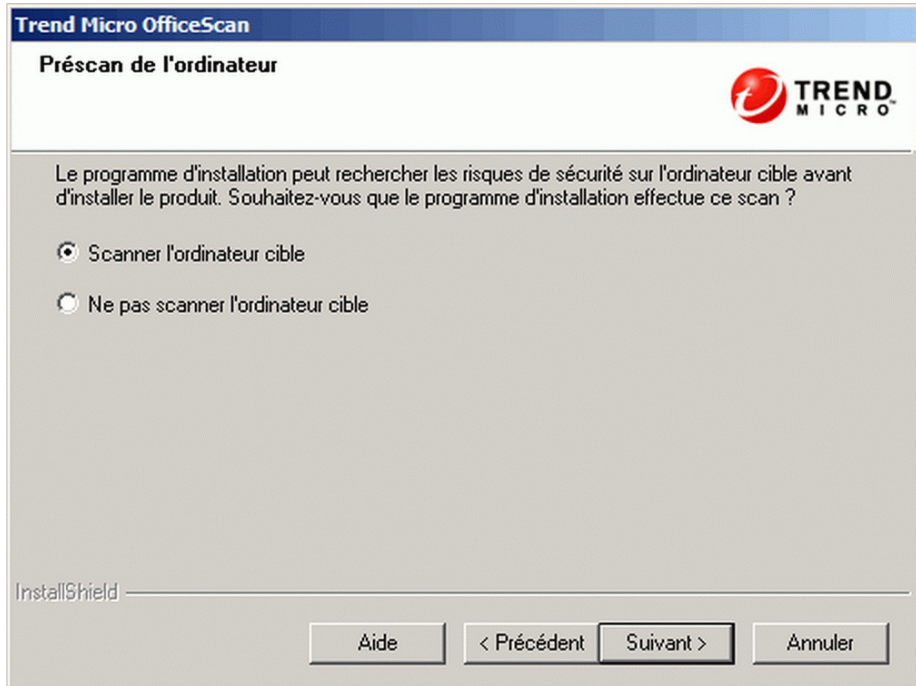 Trend Micro OfficeScan
Préscan de l'ordinateur
TREND
MICRO™
Le programme d'installation peut rechercher les risques de sécurité sur l'ordinateur cible avant
d'installer le produit. Souhaitez-vous que le programme d'installation effectue ce scan ?
Scanner l'ordinateur cible
Ne pas scanner l'ordinateur cible
InstallShield
Aide
< Précédent
Suivant >
Annuler